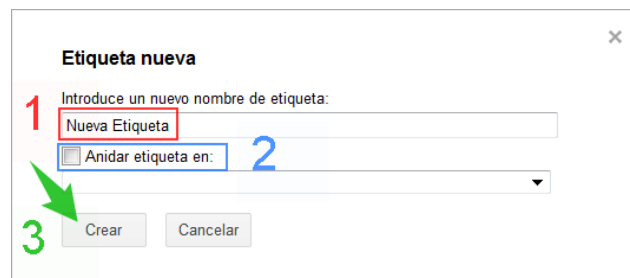 ×
Etiqueta nueva
Introduce un nuevo nombre de etiqueta:
1 Nueva Etiqueta
Anidar etiqueta en: 2
3 Crear Cancelar